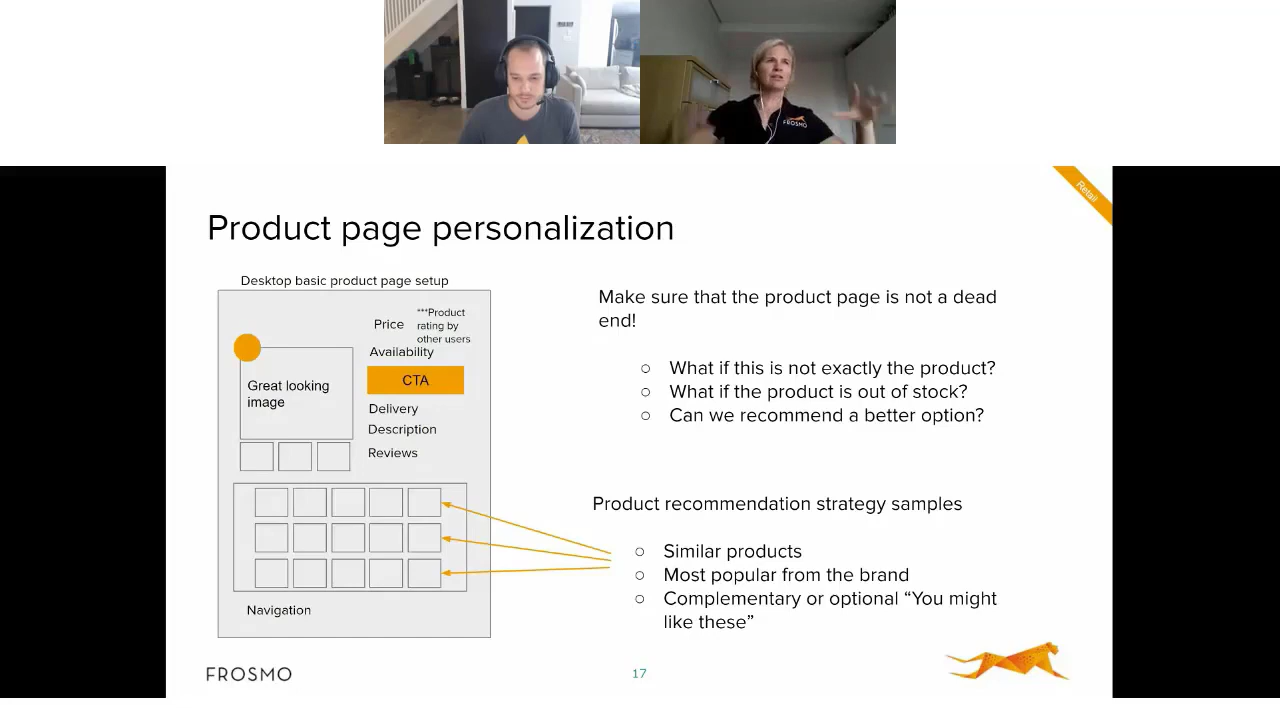 FROSMO
Retail
Product page personalization
Desktop basic product page setup
Price
***Product
rating by
other users
Availability
CTA
Great looking
image
Delivery
Description
Reviews
Navigation
Make sure that the product page is not a dead
end!
○ What if this is not exactly the product?
○ What if the product is out of stock?
○ Can we recommend a better option?
Product recommendation strategy samples
○ Similar products
○ Most popular from the brand
○ Complementary or optional “You might
like these”
FROSMO
17